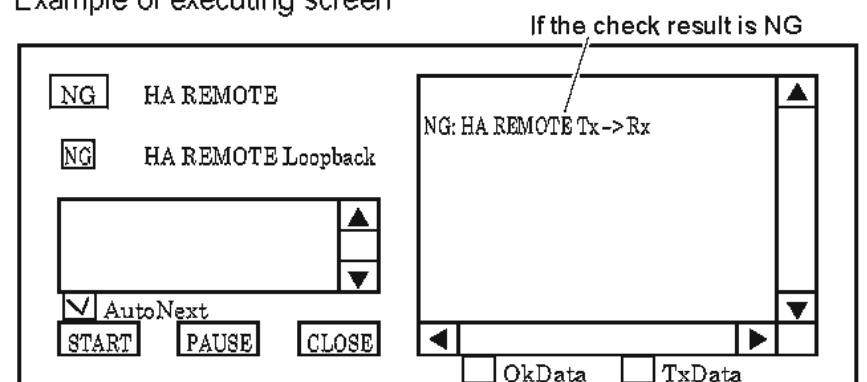 Example of executing screen
If the check result is NG
NG HA REMOTE
NG HA REMOTE Loopback
NG: HA REMOTE Tx->Rx
AutoNext
START PAUSE CLOSE
OkData TxData